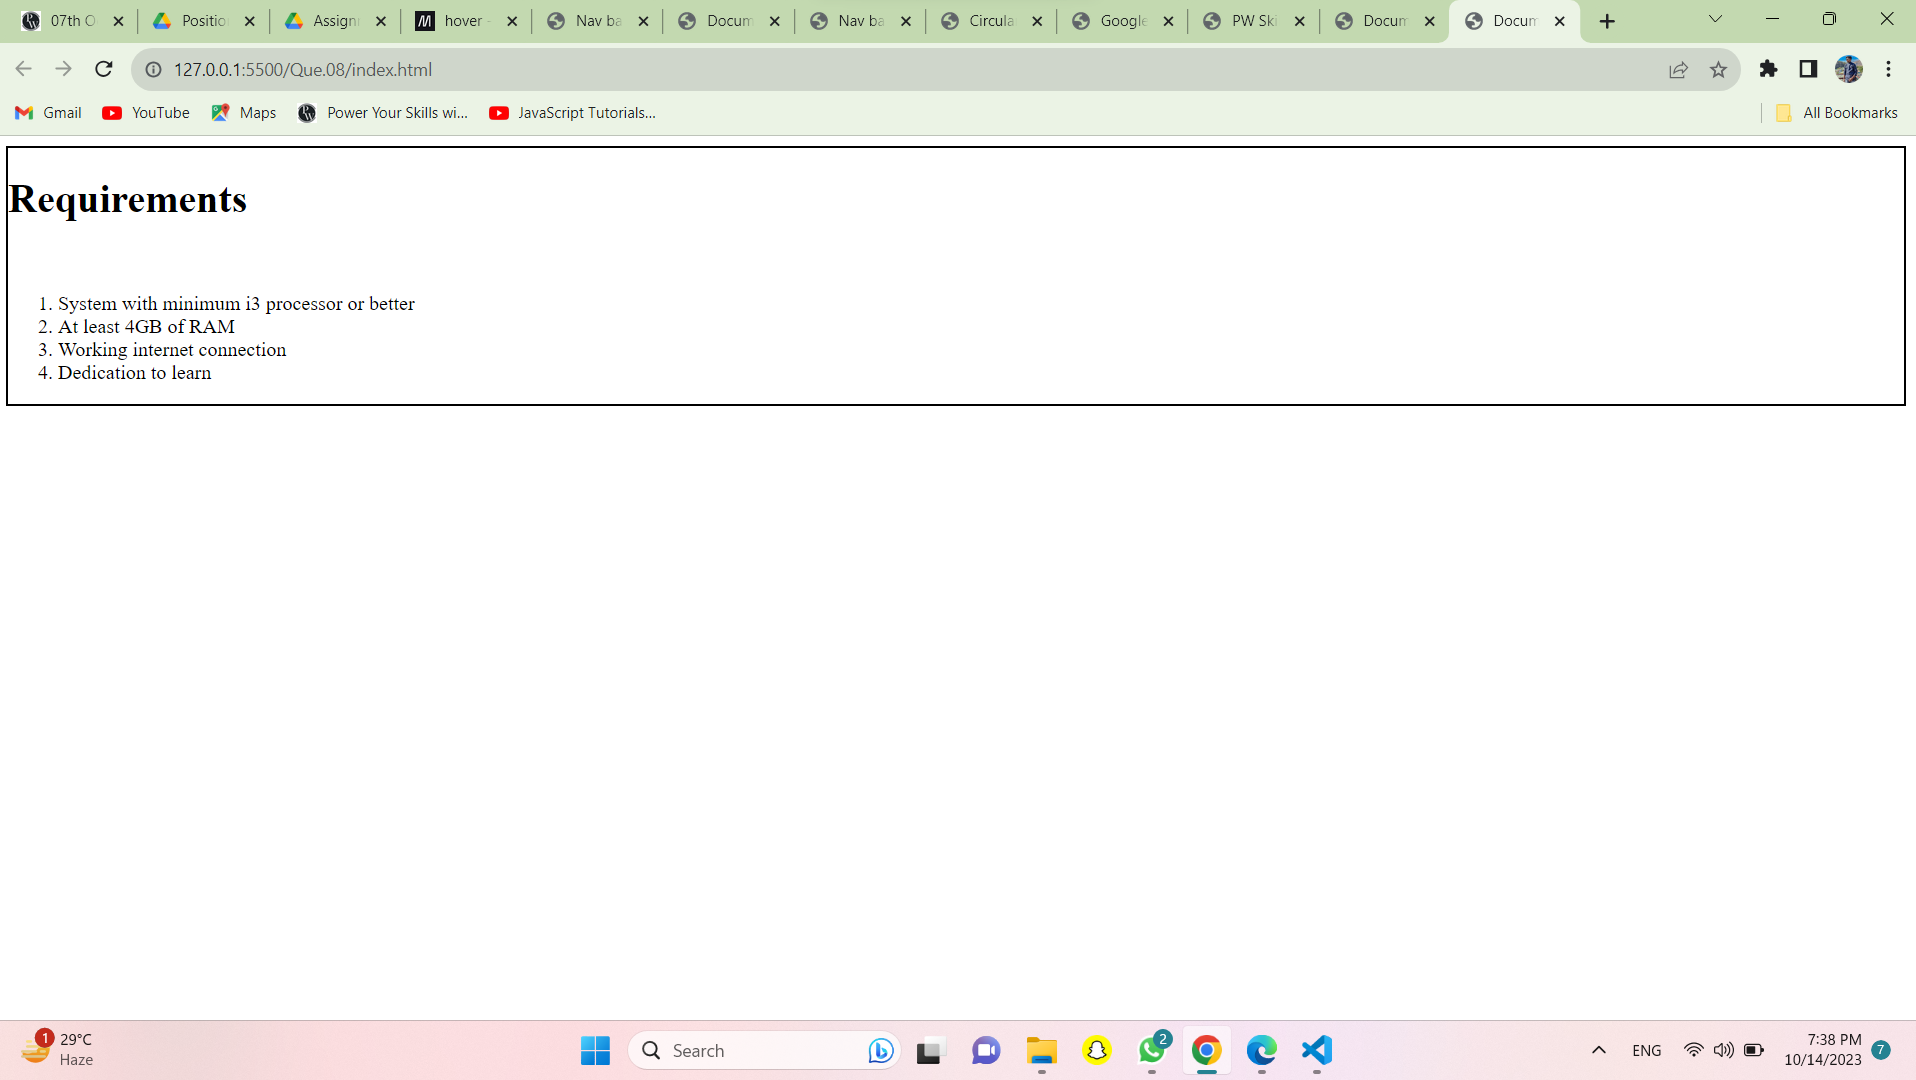 07th O
Position
Assign
hover -
Nav ba
Docum
Nav ba
Circular
Google
PW Ski
Docum
Docum
127.0.0.1:5500/Que.08/index.html
Gmail
YouTube
Maps
Power Your Skills wi...
JavaScript Tutorials...
All Bookmarks
Requirements
1. System with minimum i3 processor or better
2. At least 4GB of RAM
3. Working internet connection
4. Dedication to learn
1
29°C
Haze
Search
2
ENG
7:38 PM
10/14/2023
7